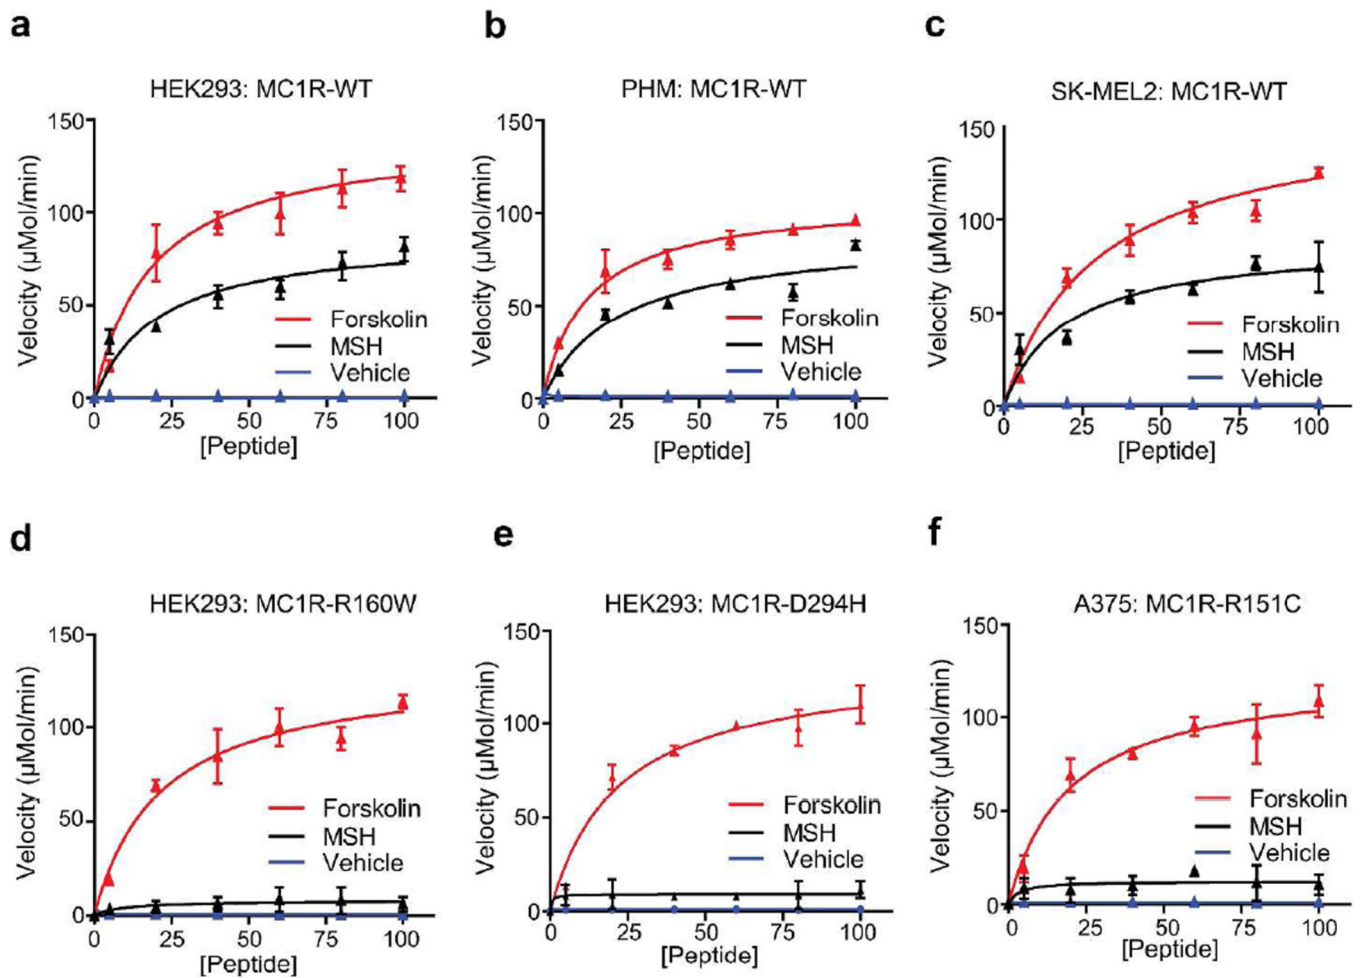 a
HEK293: MC1R-WT
Velocity (µMol/min)
150
100
50
0
0 25 50 75 100
[Peptide]
Forskolin
MSH
Vehicle
b
PHM: MC1R-WT
Velocity (µMol/min)
150
100
50
0
0 25 50 75 100
[Peptide]
Forskolin
MSH
Vehicle
c
SK-MEL2: MC1R-WT
Velocity (µMol/min)
150
100
50
0
0 25 50 75 100
[Peptide]
Forskolin
MSH
Vehicle
d
HEK293: MC1R-R160W
Velocity (µMol/min)
150
100
50
0
0 25 50 75 100
[Peptide]
Forskolin
MSH
Vehicle
e
HEK293: MC1R-D294H
Velocity (µMol/min)
150
100
50
0
25 50 75 100
[Peptide]
Forskolin
MSH
Vehicle
f
A375: MC1R-R151C
Velocity (µMol/min)
150
100
50
0
0 25 50 75 100
[Peptide]
Forskolin
MSH
Vehicle